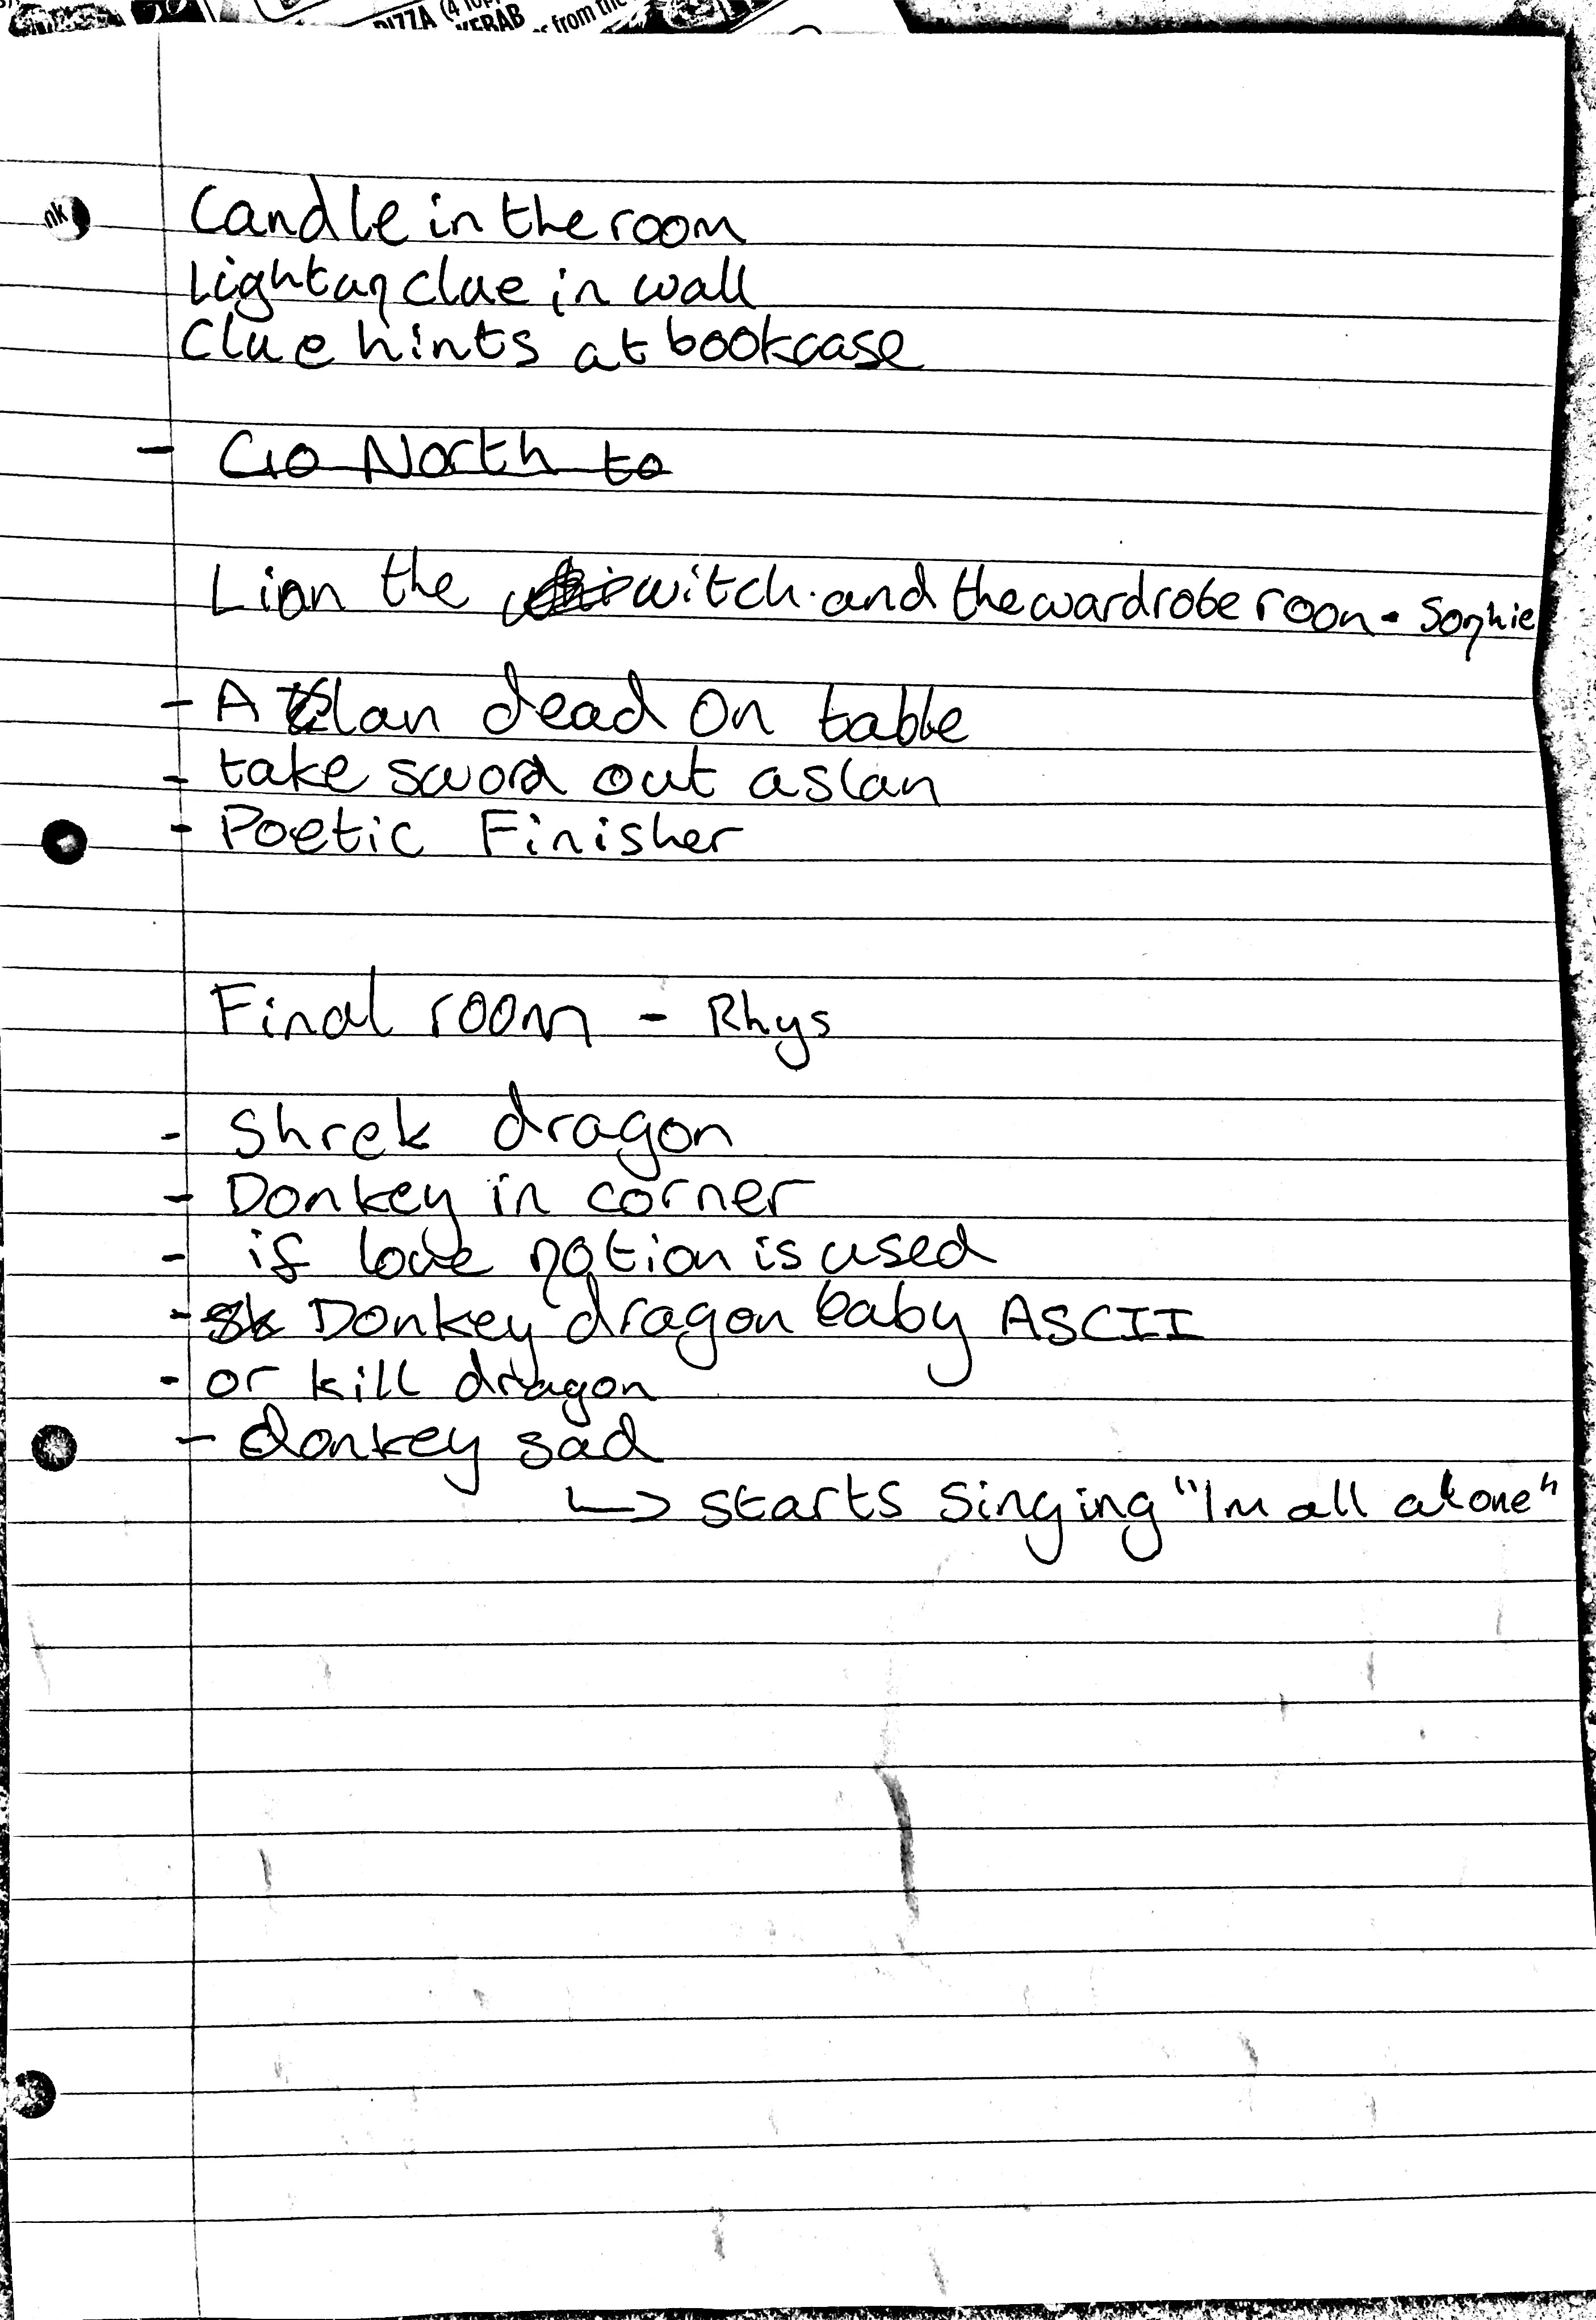 PIZZA (4 TOP
KEBAB
s from the
nk
Candle in the room
Light up clue in wall
Clue hints at bookcase
- Go North to
Lion the witch and the wardrobe room - Sophie
- Aslan dead on table
- take sword out aslan
- Poetic Finisher
Final room - Rhys
- shrek dragon
- Donkey in corner
- if love potion is used
- Donkey dragon baby ASCII
- or kill dragon
- donkey sad
↳ starts singing "Im all alone"